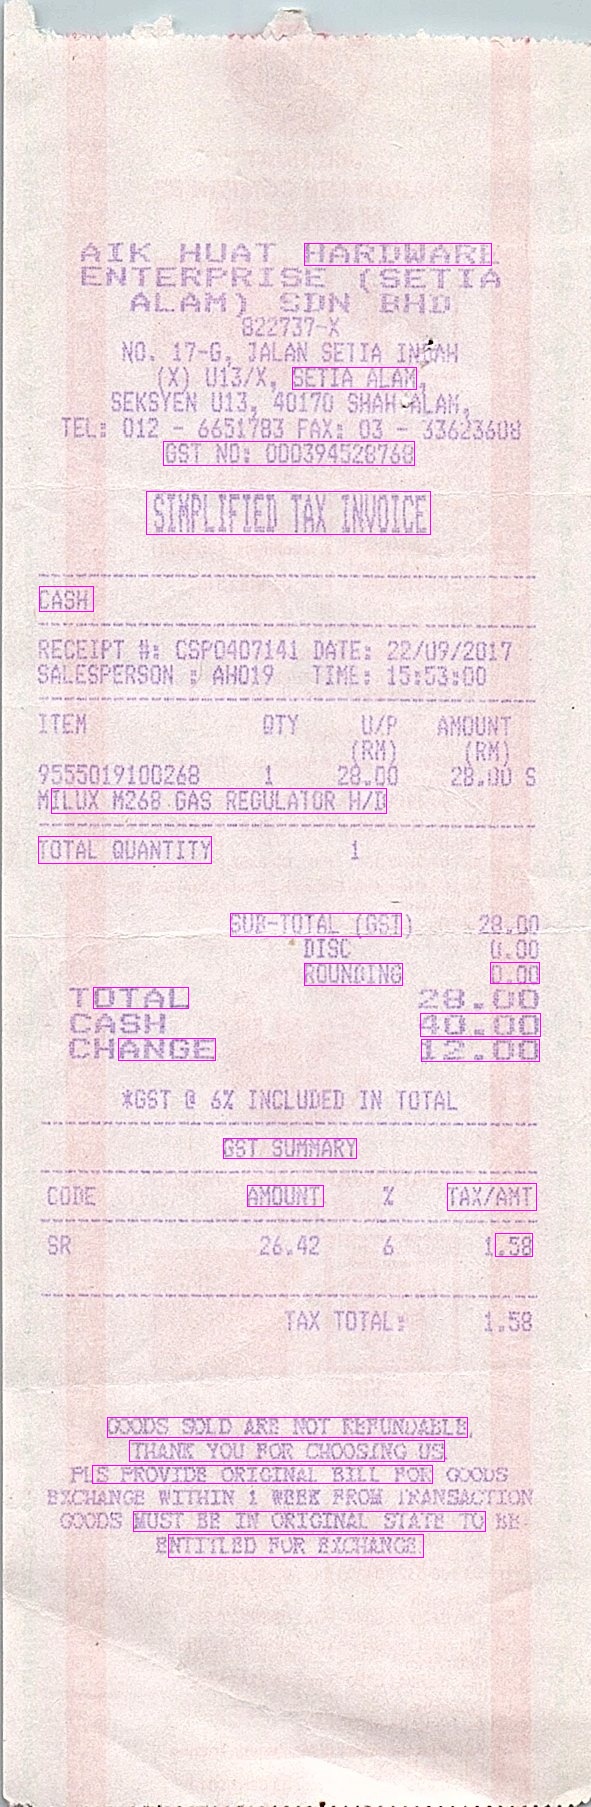 AIK HUAT HARDWARE
ENTERPRISE (SETIA
ALAM) SDN BHD
822737-X
NO. 17-G, JALAN SETIA INDAH
(X) U13/X, SETIA ALAM,
SEKSYEN U13, 40170 SHAH ALAM,
TEL: 012 - 6651783 FAX: 03 - 33623608
GST NO: 000394528768
SIMPLIFIED TAX INVOICE
CASH
RECEIPT #: CSP0407141 DATE: 22/09/2017
SALESPERSON : AH019 TIME: 15:53:00
ITEM QTY U/P AMOUNT
(RM) (RM)
9555019100268 1 28.00 28.00 S
MILUX M268 GAS REGULATOR H/D
TOTAL QUANTITY 1
SUB-TOTAL (GST) 28.00
DISC 0.00
ROUNDING 0.00
TOTAL 28.00
CASH 40.00
CHANGE 12.00
*GST @ 6% INCLUDED IN TOTAL
GST SUMMARY
CODE AMOUNT % TAX/AMT
SR 26.42 6 1.58
TAX TOTAL: 1.58
GOODS SOLD ARE NOT REFUNDABLE,
THANK YOU FOR CHOOSING US.
PLS PROVIDE ORIGINAL BILL FOR GOODS
EXCHANGE WITHIN 1 WEEK FROM TRANSACTION
GOODS MUST BE IN ORIGINAL STATE TO BE
ENTITLED FOR EXCHANGE.